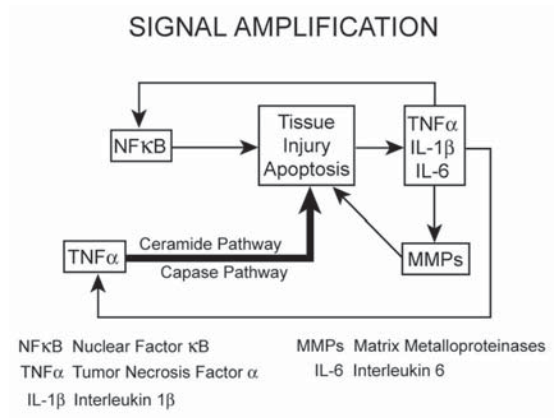 SIGNAL AMPLIFICATION
NFκB
Tissue
Injury
Apoptosis
TNFα
IL-1β
IL-6
TNFα
Ceramide Pathway
Capase Pathway
MMPs
NFκB Nuclear Factor κB
MMPs Matrix Metalloproteinases
TNFα Tumor Necrosis Factor α
IL-6 Interleukin 6
IL-1β Interleukin 1β